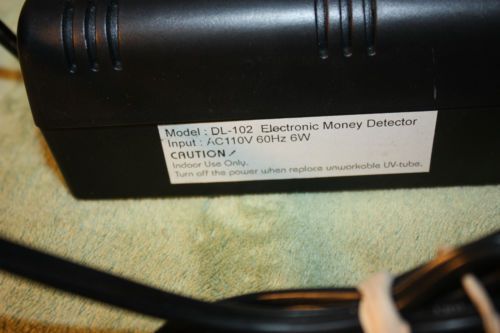 Model : DL-102 Electronic Money Detector
Input : AC110V 60Hz 6W
CAUTION!
Indoor Use Only.
Turn off the power when replace unworkable UV-tube.